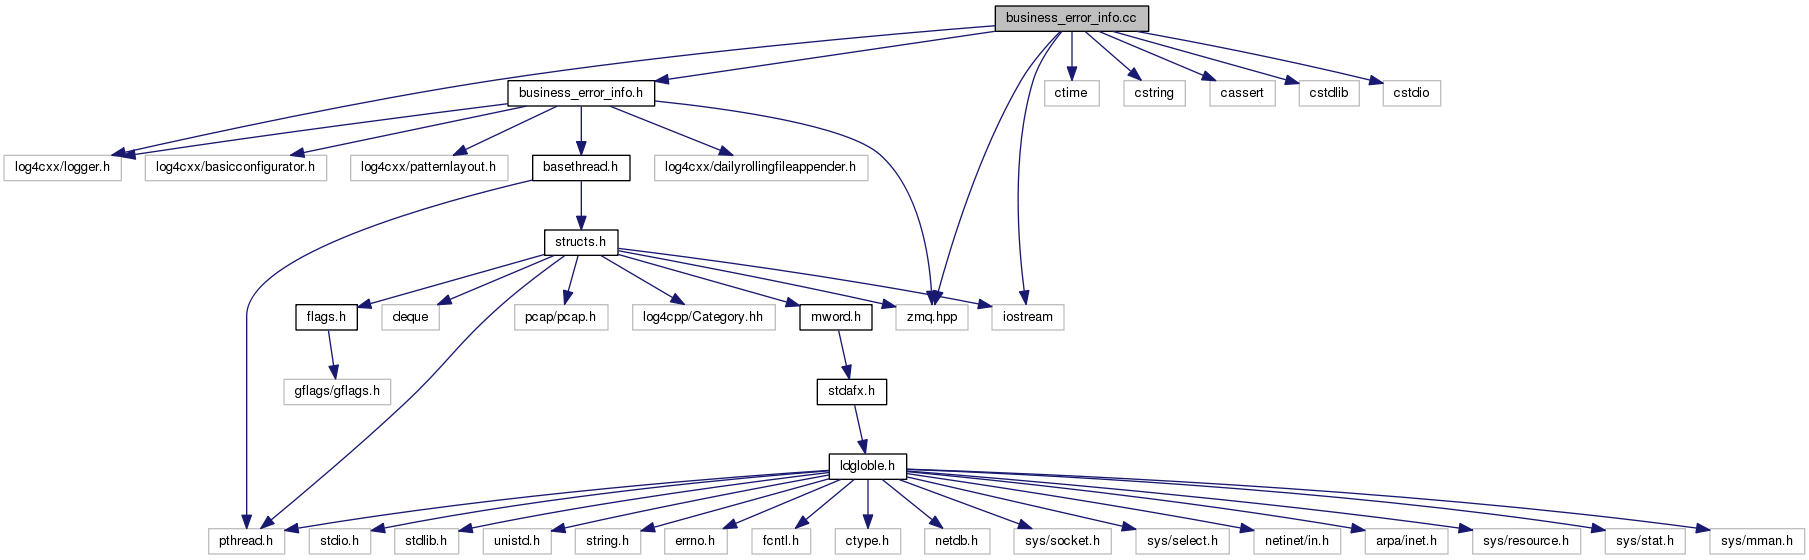 business_error_info.cc
business_error_info.h
ctime
cstring
cassert
cstdlib
cstdio
log4cxx/logger.h
log4cxx/basicconfigurator.h
log4cxx/patternlayout.h
basethread.h
log4cxx/dailyrollingfileappender.h
structs.h
flags.h
deque
pcap/pcap.h
log4cpp/Category.hh
mword.h
zmq.hpp
iostream
gflags/gflags.h
stdafx.h
ldgloble.h
pthread.h
stdio.h
stdlib.h
unistd.h
string.h
errno.h
fcntl.h
ctype.h
netdb.h
sys/socket.h
sys/select.h
netinet/in.h
arpa/inet.h
sys/resource.h
sys/stat.h
sys/mman.h